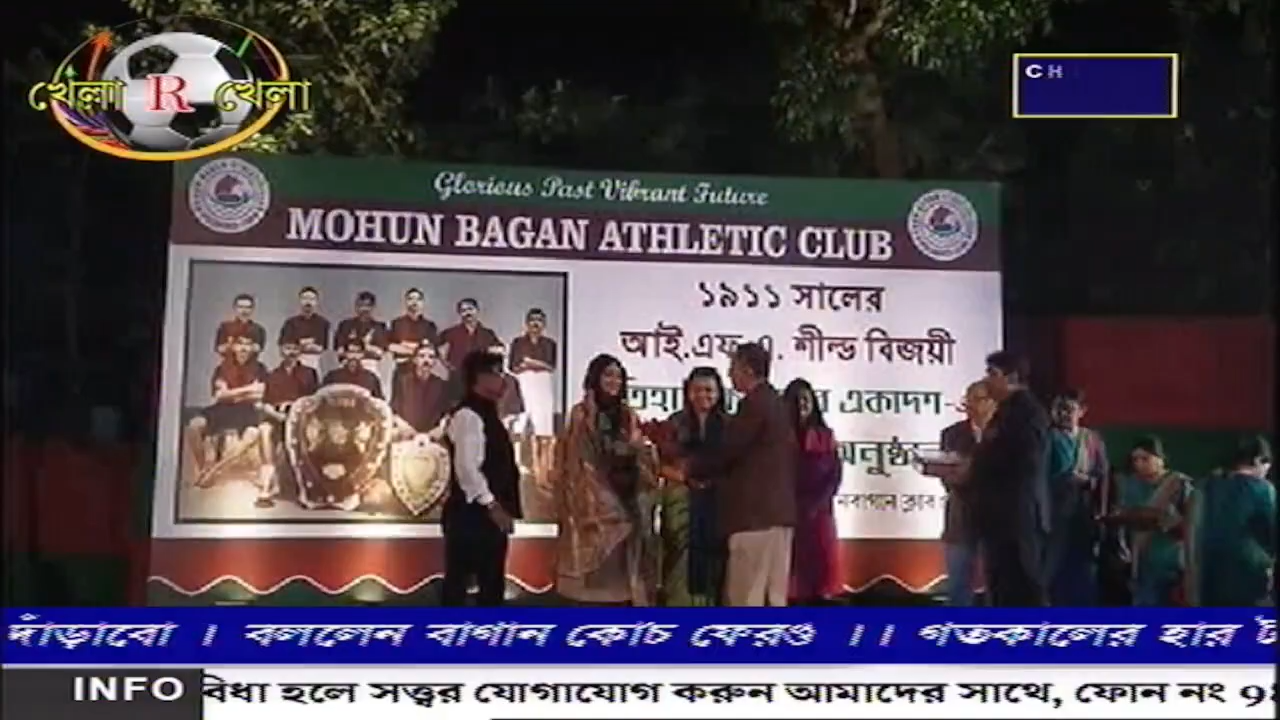 খেলা R খেলা
CH
Glorious Past Vibrant Future
MOHUN BAGAN ATHLETIC CLUB
১৯১১ সালের
আই.এফ.এ. শীল্ড বিজয়ী
একাদশ-
দাঁড়াবো । বললেন বাগান কোচ ফেরও ।। গতকালের হার
INFO
বিধা হলে সত্ত্বর যোগাযোগ করুন আমাদের সাথে, ফোন নং 9